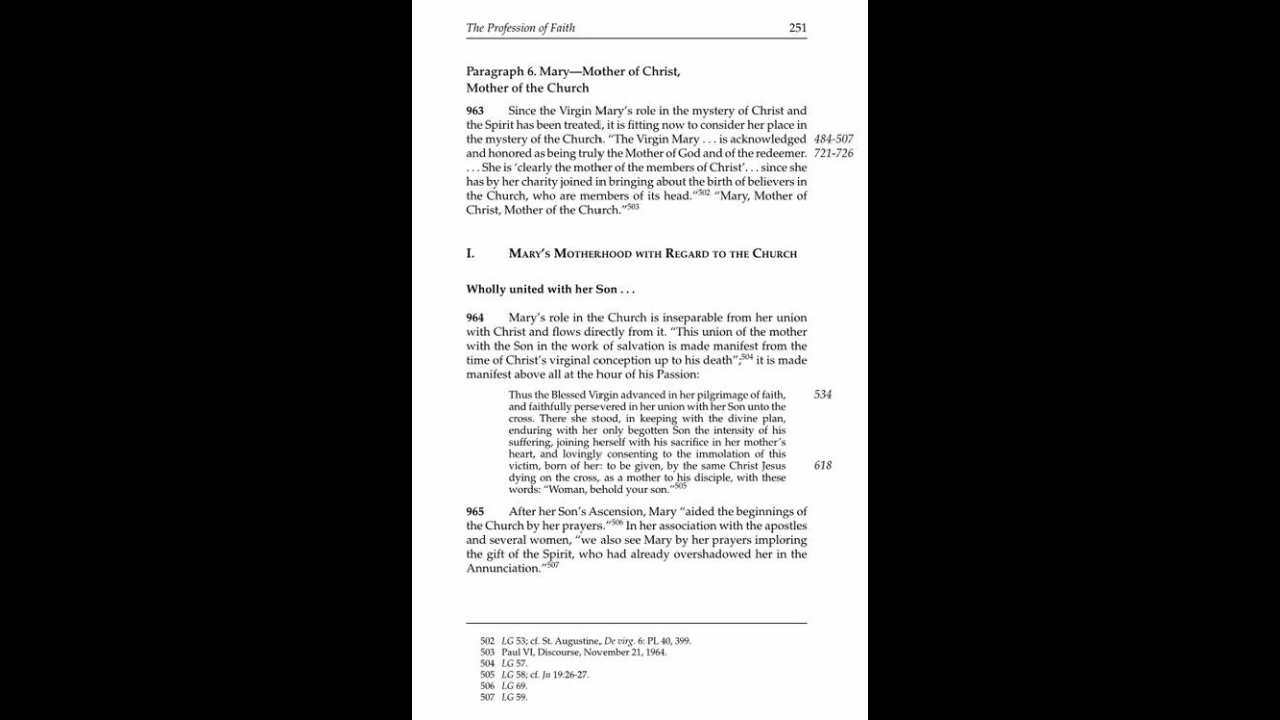 The Profession of Faith 251
Paragraph 6. Mary—Mother of Christ,
Mother of the Church
963 Since the Virgin Mary's role in the mystery of Christ and
the Spirit has been treated, it is fitting now to consider her place in
the mystery of the Church. "The Virgin Mary . . . is acknowledged 484-507
and honored as being truly the Mother of God and of the redeemer. 721-726
. . . She is 'clearly the mother of the members of Christ'. . . since she
has by her charity joined in bringing about the birth of believers in
the Church, who are members of its head."502 "Mary, Mother of
Christ, Mother of the Church."503
I. MARY'S MOTHERHOOD WITH REGARD TO THE CHURCH
Wholly united with her Son . . .
964 Mary's role in the Church is inseparable from her union
with Christ and flows directly from it. "This union of the mother
with the Son in the work of salvation is made manifest from the
time of Christ's virginal conception up to his death";504 it is made
manifest above all at the hour of his Passion:
Thus the Blessed Virgin advanced in her pilgrimage of faith, 534
and faithfully persevered in her union with her Son unto the
cross. There she stood, in keeping with the divine plan,
enduring with her only begotten Son the intensity of his
suffering, joining herself with his sacrifice in her mother's
heart, and lovingly consenting to the immolation of this
victim, born of her: to be given, by the same Christ Jesus 618
dying on the cross, as a mother to his disciple, with these
words: "Woman, behold your son."505
965 After her Son's Ascension, Mary "aided the beginnings of
the Church by her prayers."506 In her association with the apostles
and several women, "we also see Mary by her prayers imploring
the gift of the Spirit, who had already overshadowed her in the
Annunciation."507
502 LG 53; cf. St. Augustine, De virg. 6: PL 40, 399.
503 Paul VI, Discourse, November 21, 1964.
504 LG 57.
505 LG 58; cf. Jn 19:26-27.
506 LG 69.
507 LG 59.